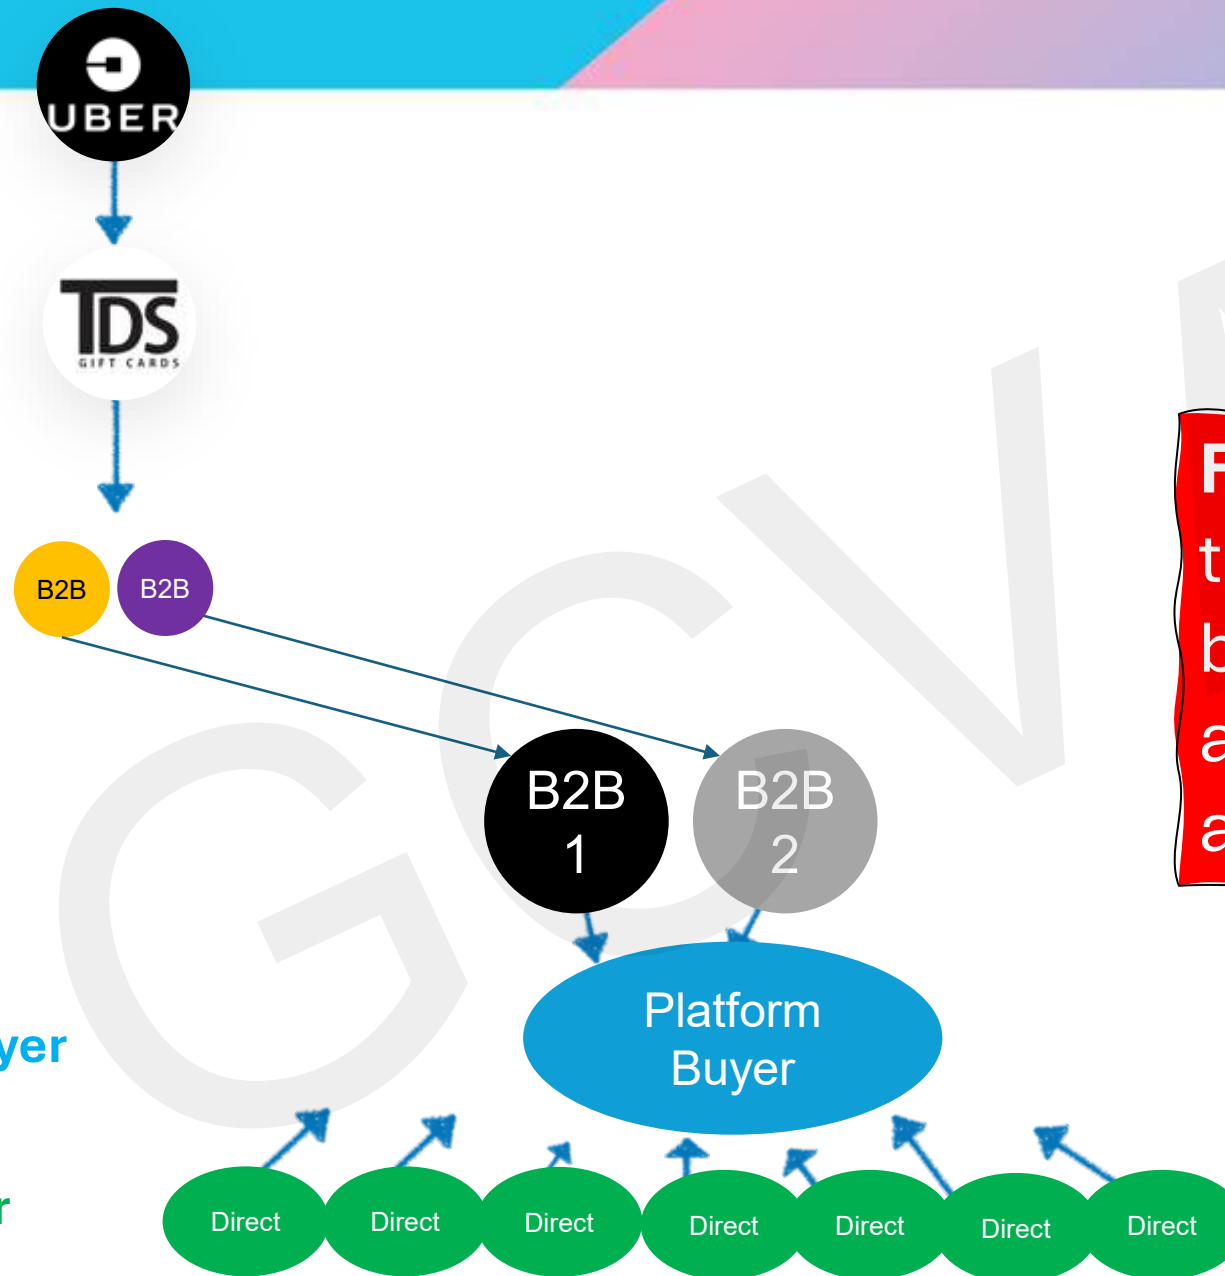 UBER
TDS
GIFT CARDS
B2B
B2B
B2B
1
B2B
2
Platform
Buyer
yer
r
Direct
Direct
Direct
Direct
Direct
Direct
Direct
t
b
a
a
GCV